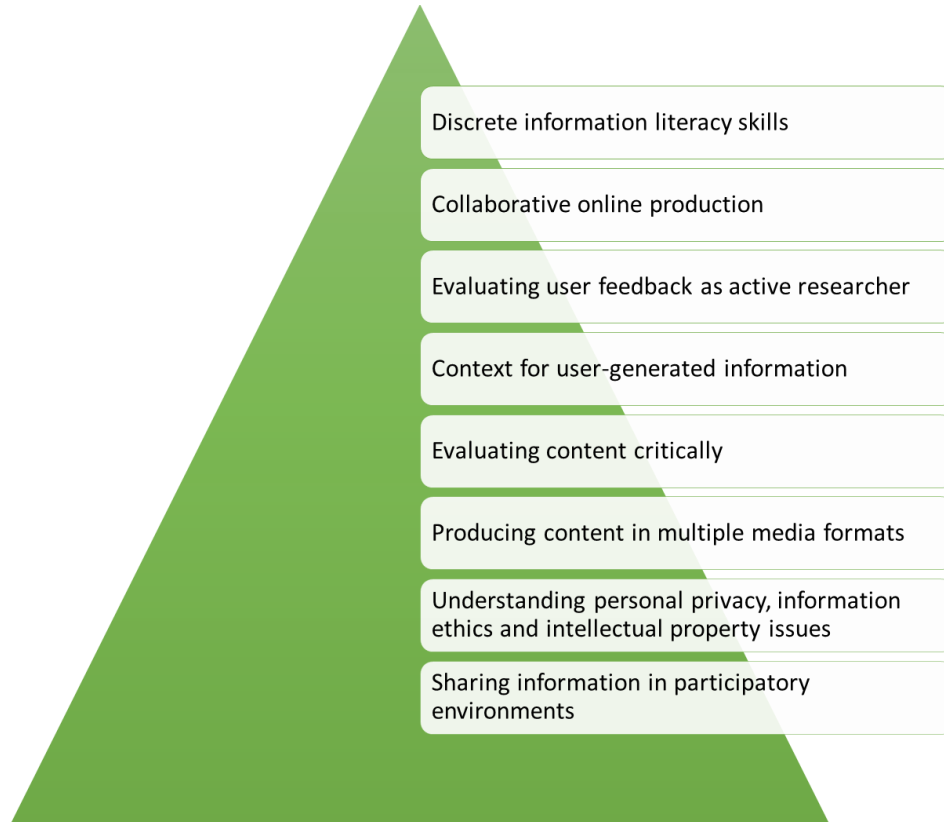 Discrete information literacy skills
Collaborative online production
Evaluating user feedback as active researcher
Context for user-generated information
Evaluating content critically
Producing content in multiple media formats
Understanding personal privacy, information
ethics and intellectual property issues
Sharing information in participatory
environments